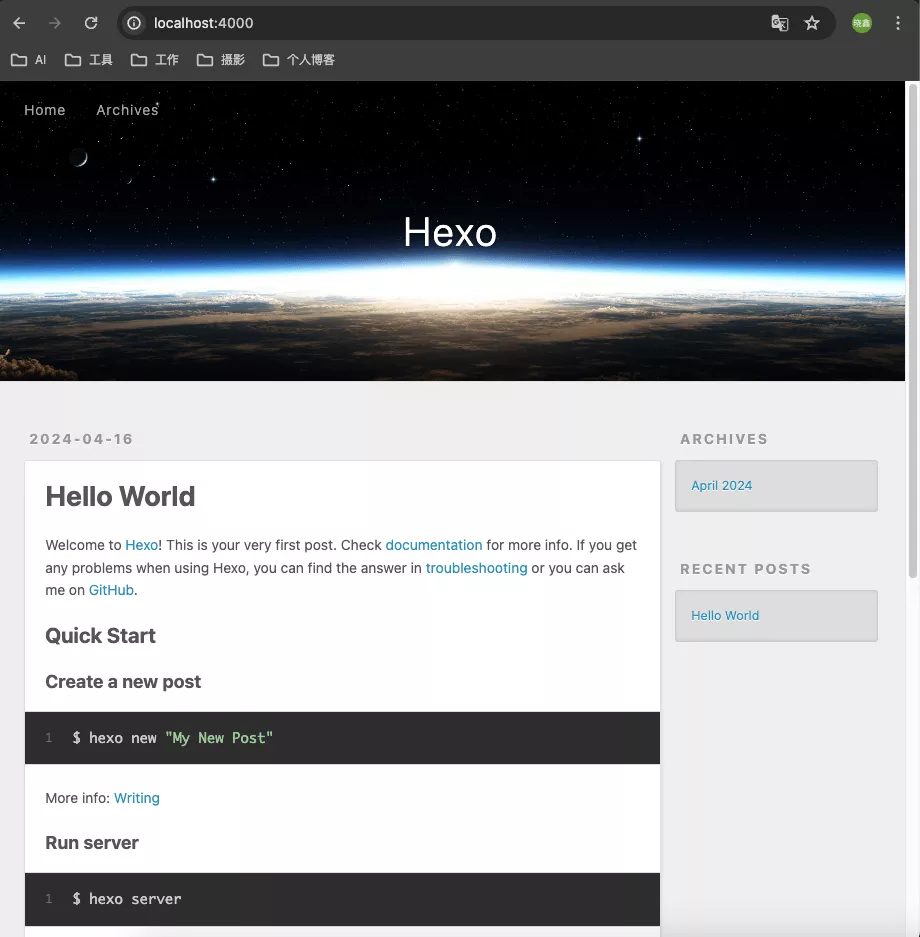 localhost:4000
晓鑫
AI 工具 工作 摄影 个人博客
Home Archives
Hexo
2024-04-16
Hello World
Welcome to Hexo! This is your very first post. Check documentation for more info. If you get
any problems when using Hexo, you can find the answer in troubleshooting or you can ask
me on GitHub.
Quick Start
Create a new post
1 $ hexo new "My New Post"
More info: Writing
Run server
1 $ hexo server
ARCHIVES
April 2024
RECENT POSTS
Hello World